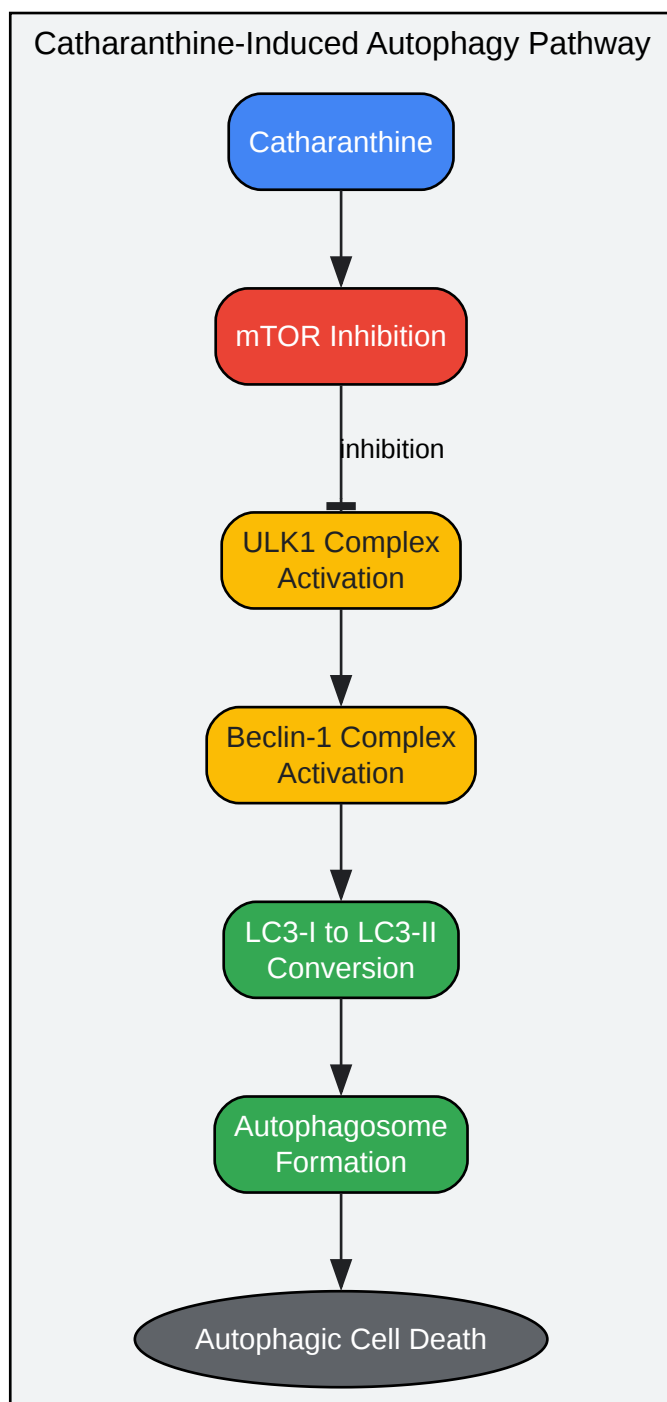 Catharanthine-Induced Autophagy Pathway
Catharanthine
mTOR Inhibition
inhibition
ULK1 Complex
Activation
Beclin-1 Complex
Activation
LC3-I to LC3-II
Conversion
Autophagosome
Formation
Autophagic Cell Death